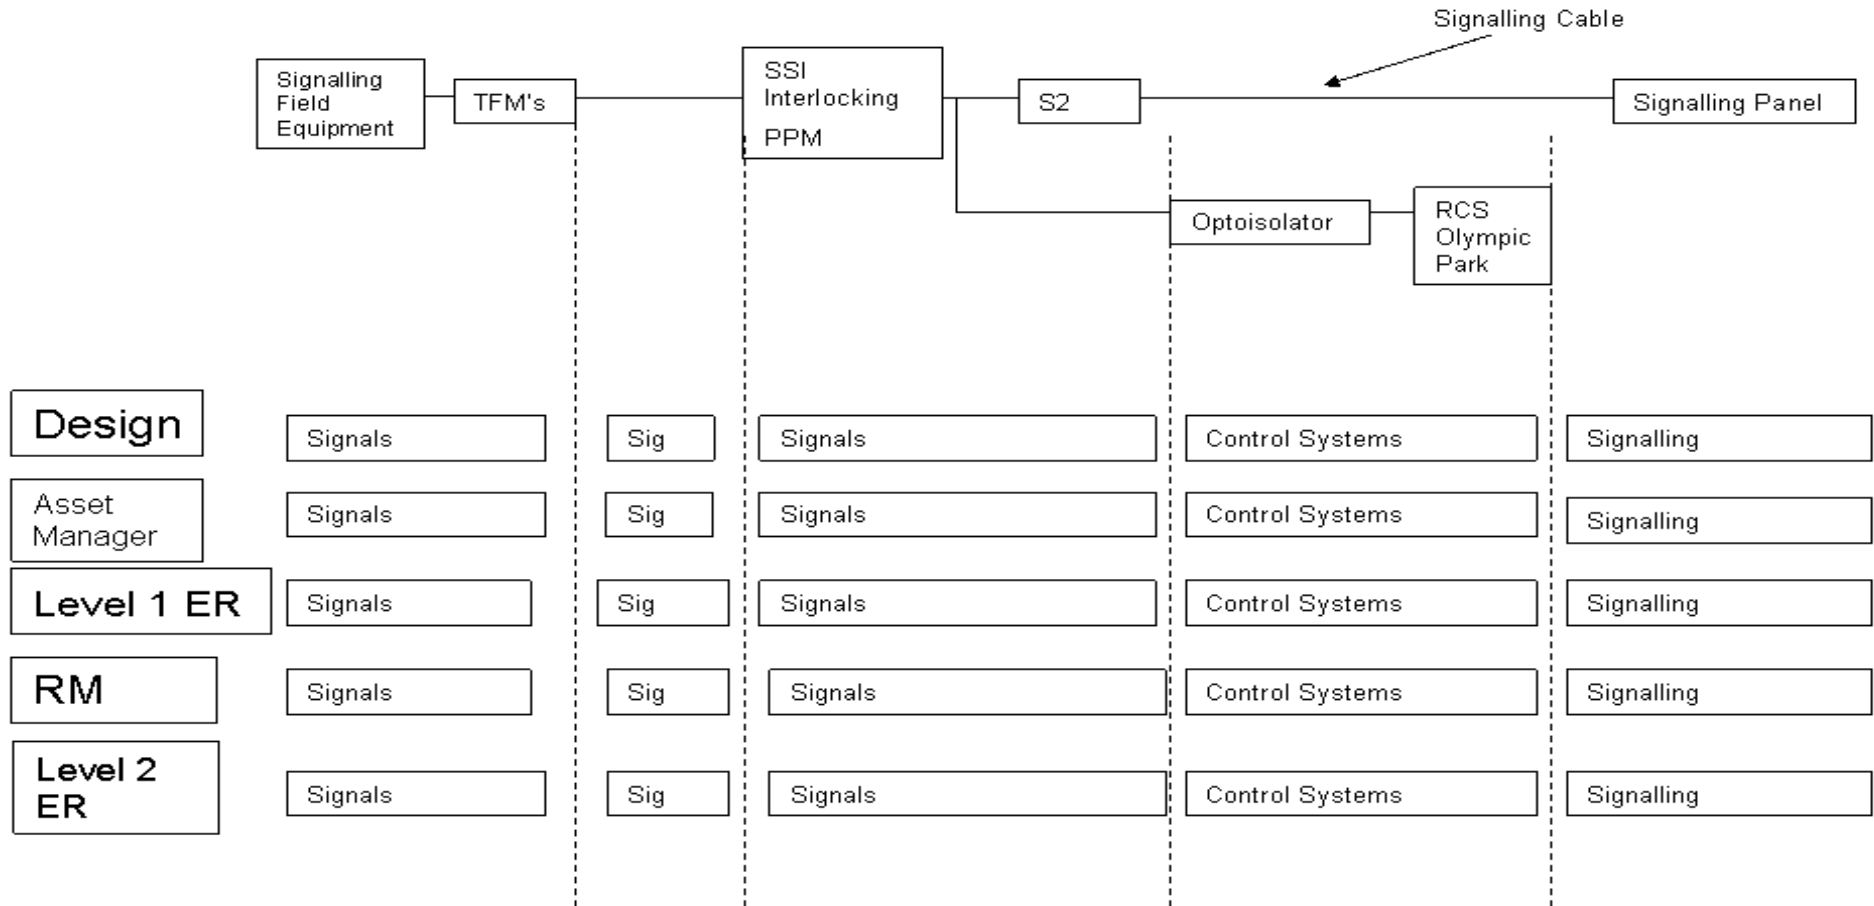 Signalling Cable
Signalling
Field
Equipment
TFM's
SSI
Interlocking
PPM
S2
Signalling Panel
Optoisolator
RCS
Olympic
Park
Design
Signals
Sig
Signals
Control Systems
Signalling
Asset
Manager
Signals
Sig
Signals
Control Systems
Signalling
Level 1 ER
Signals
Sig
Signals
Control Systems
Signalling
RM
Signals
Sig
Signals
Control Systems
Signalling
Level 2
ER
Signals
Sig
Signals
Control Systems
Signalling